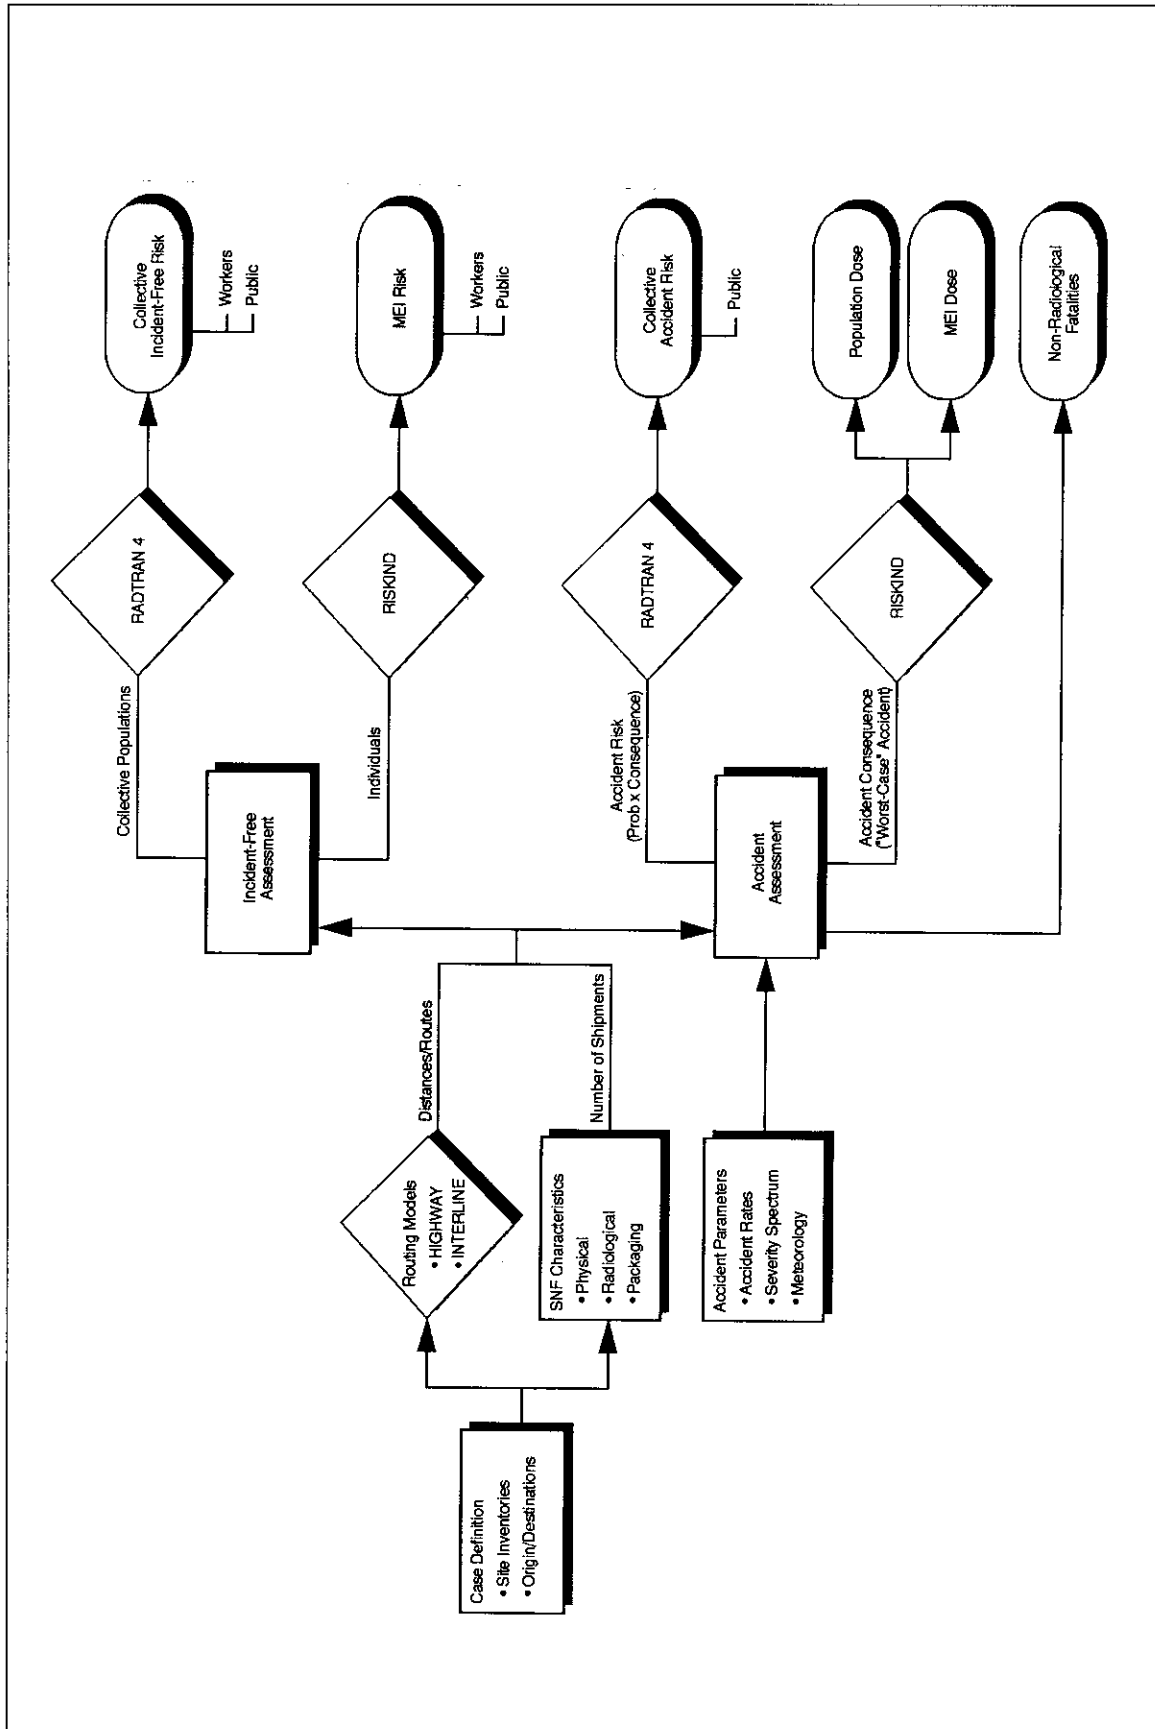 Case Definition
• Site Inventories
• Origin/Destinations
Routing Models
• HIGHWAY
• INTERLINE
Distances/Routes
SNF Characteristics
• Physical
• Radiological
• Packaging
Number of Shipments
Accident Parameters
• Accident Rates
• Severity Spectrum
• Meteorology
Incident-Free
Assessment
Collective Populations
RADTRAN 4
Collective
Incident-Free Risk
Workers
Public
Individuals
RISKIND
MEI Risk
Workers
Public
Accident
Assessment
Accident Risk
(Prob x Consequence)
RADTRAN 4
Collective
Accident Risk
Public
Accident Consequence
("Worst-Case" Accident)
RISKIND
Population Dose
MEI Dose
Non-Radiological
Fatalities